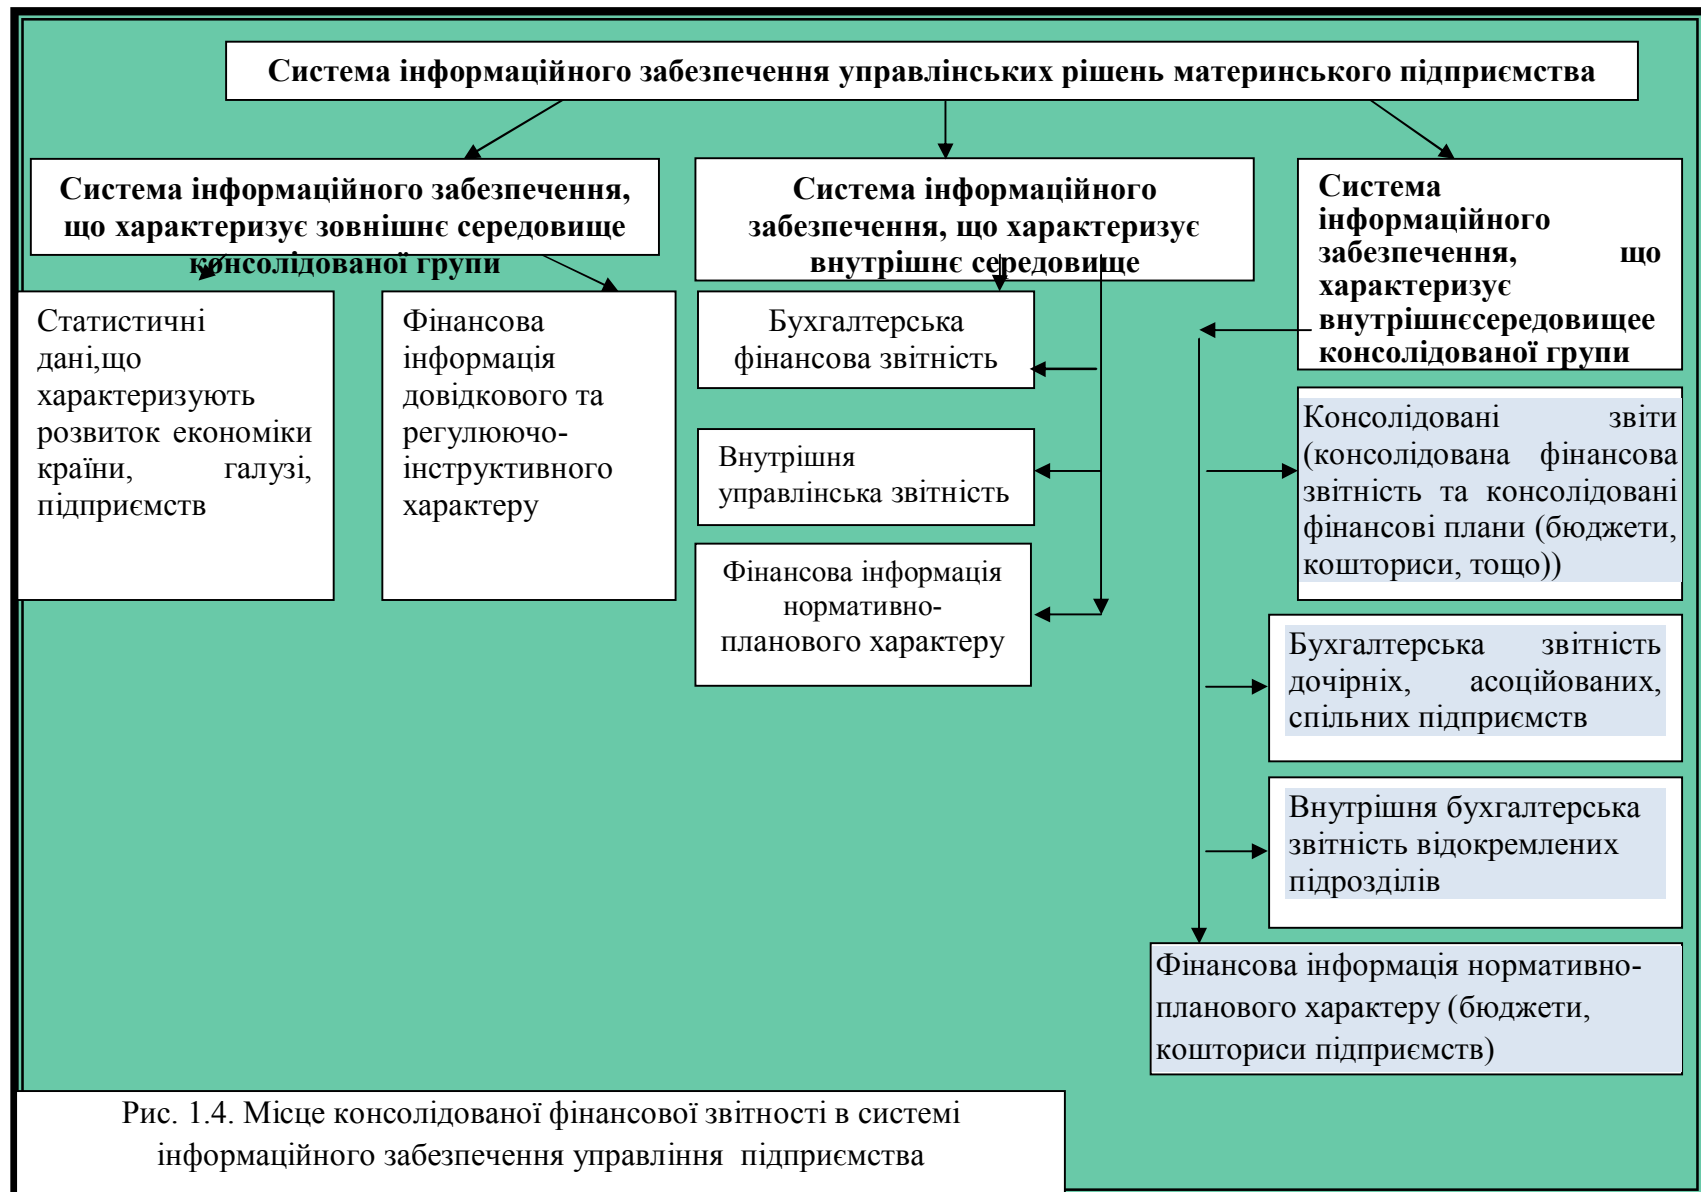 Система інформаційного забезпечення управлінських рішень материнського підприємства
Система інформаційного забезпечення,
що характеризує зовнішнє середовище
консолідованої групи
Статистичні
дані,що
характеризують
розвиток економіки
країни, галузі,
підприємств
Фінансова
інформація
довідкового та
регулюючо-
інструктивного
характеру
Система інформаційного
забезпечення, що характеризує
внутрішнє середовище
Бухгалтерська
фінансова звітність
Внутрішня
управлінська звітність
Фінансова інформація
нормативно-
планового характеру
Система
інформаційного
забезпечення, що
характеризує
внутрішнєсередовищее
консолідованої групи
Консолідовані звіти
(консолідована фінансова
звітність та консолідовані
фінансові плани (бюджети,
кошториси, тощо))
Бухгалтерська звітність
дочірніх, асоційованих,
спільних підприємств
Внутрішня бухгалтерська
звітність відокремлених
підрозділів
Фінансова інформація нормативно-
планового характеру (бюджети,
кошториси підприємств)
Рис. 1.4. Місце консолідованої фінансової звітності в системі
інформаційного забезпечення управління підприємства